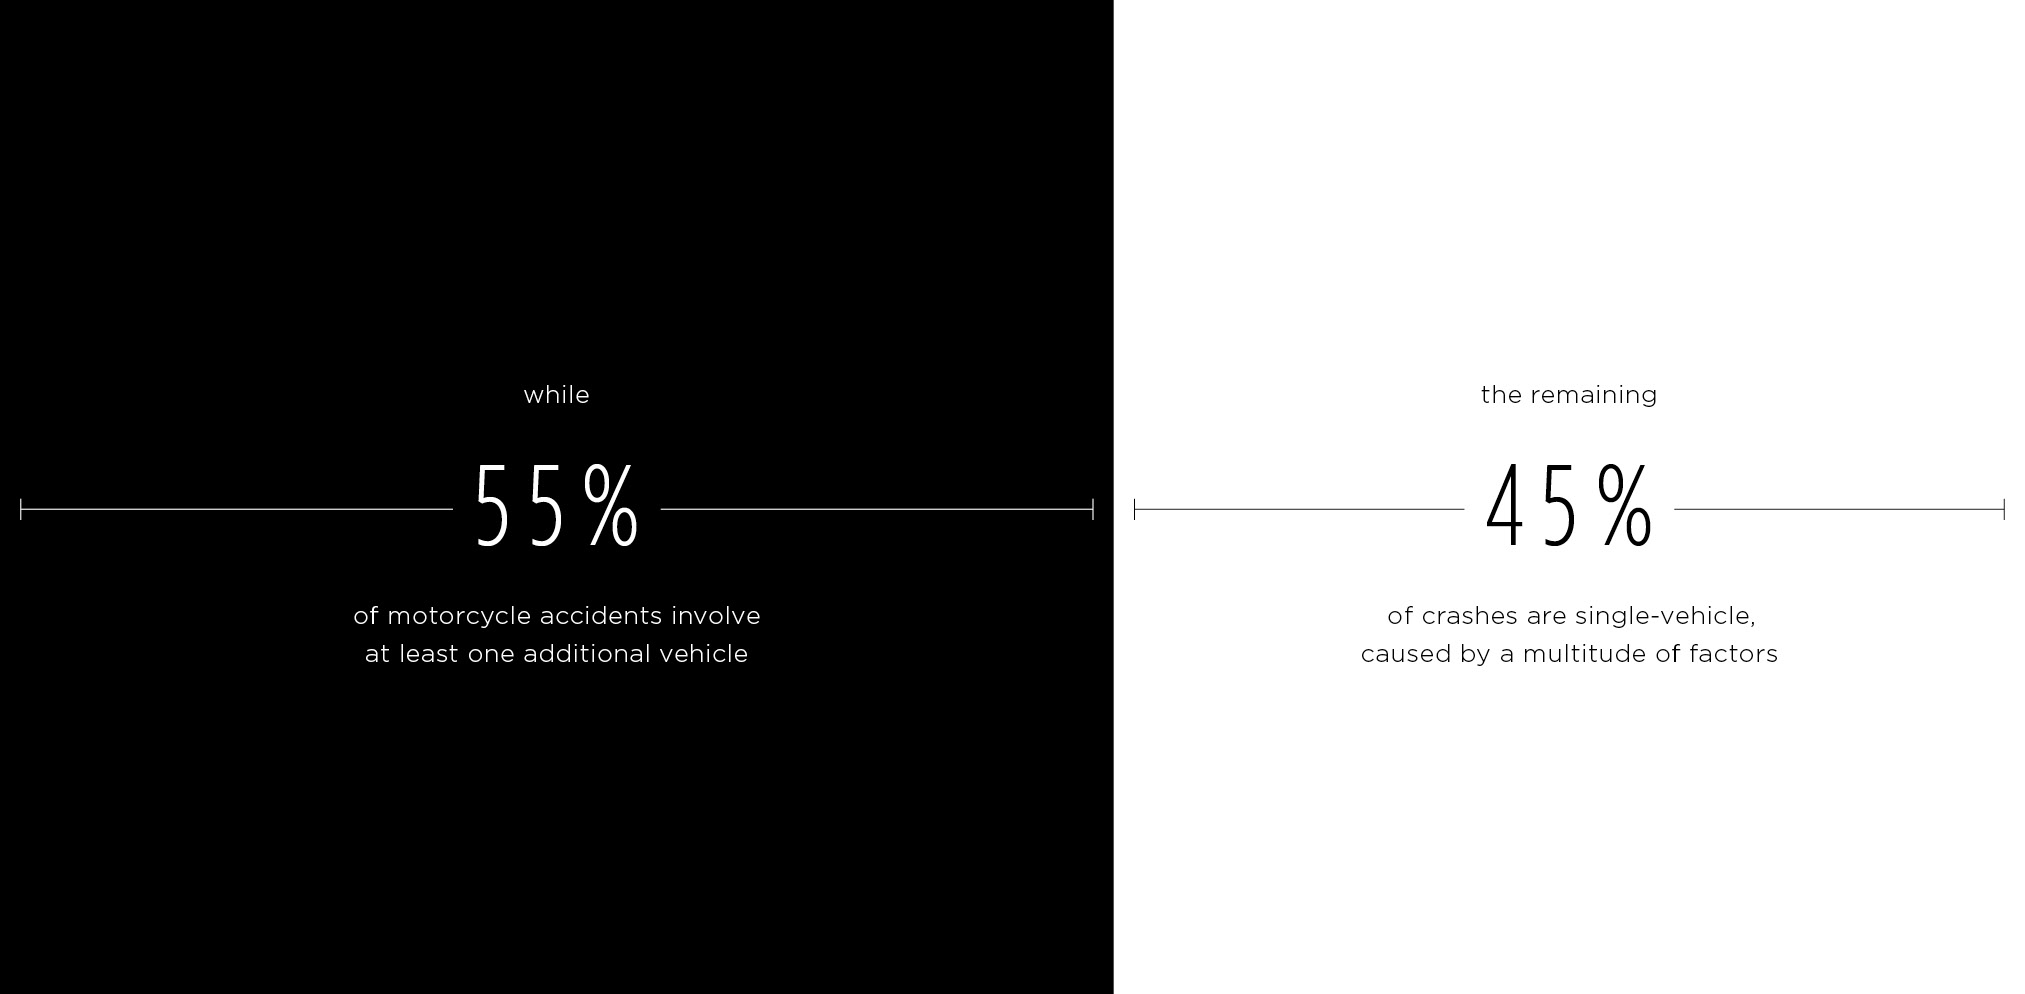 while
55%
of motorcycle accidents involve
at least one additional vehicle
the remaining
45%
of crashes are single-vehicle,
caused by a multitude of factors